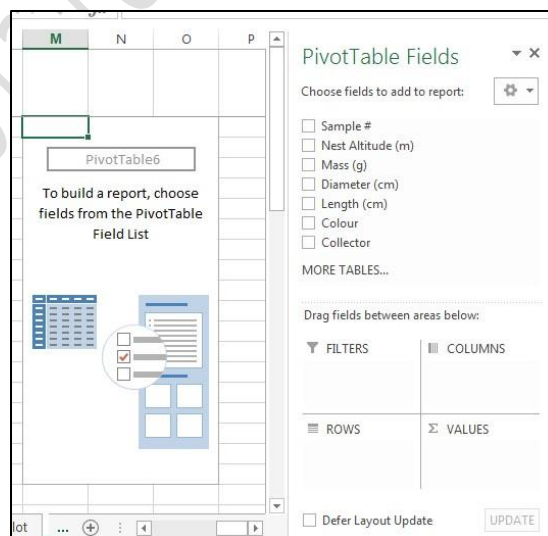 M N O P
PivotTable6
To build a report, choose
fields from the PivotTable
Field List
lot ...
PivotTable Fields
Choose fields to add to report:
Sample #
Nest Altitude (m)
Mass (g)
Diameter (cm)
Length (cm)
Colour
Collector
MORE TABLES...
Drag fields between areas below:
FILTERS
COLUMNS
ROWS
Σ VALUES
Defer Layout Update
UPDATE